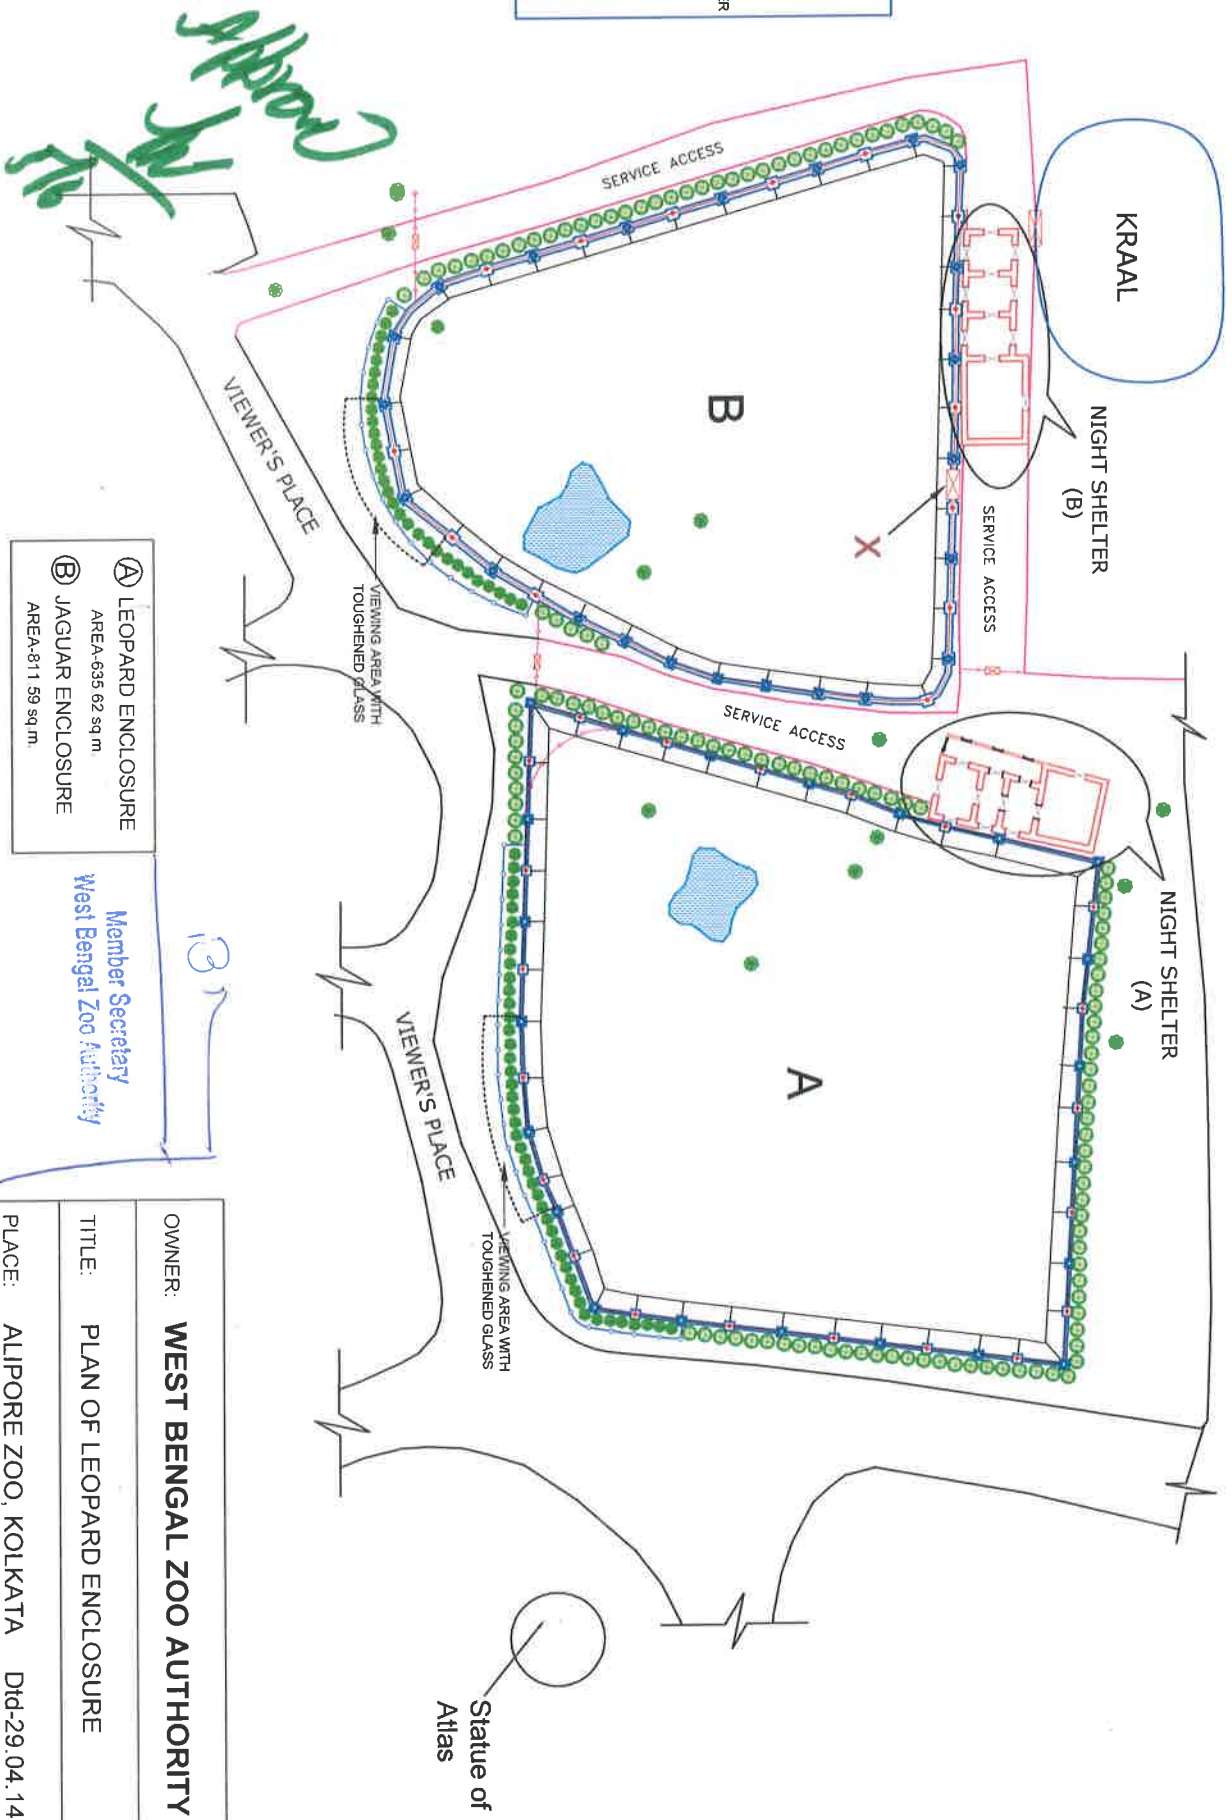 ER
KRAAL
NIGHT SHELTER
(B)
SERVICE ACCESS
SERVICE ACCESS
B
X
VIEWER'S PLACE
VIEWING AREA WITH
TOUGHENED GLASS
SERVICE ACCESS
NIGHT SHELTER
(A)
A
VIEWER'S PLACE
VIEWING AREA WITH
TOUGHENED GLASS
Statue of
Atlas
Approved
A LEOPARD ENCLOSURE
AREA-635.62 sq.m.
B JAGUAR ENCLOSURE
AREA-811.59 sq.m.
Member Secretary
West Bengal Zoo Authority
OWNER: WEST BENGAL ZOO AUTHORITY
TITLE: PLAN OF LEOPARD ENCLOSURE
PLACE: ALIPORE ZOO, KOLKATA Dtd-29.04.14